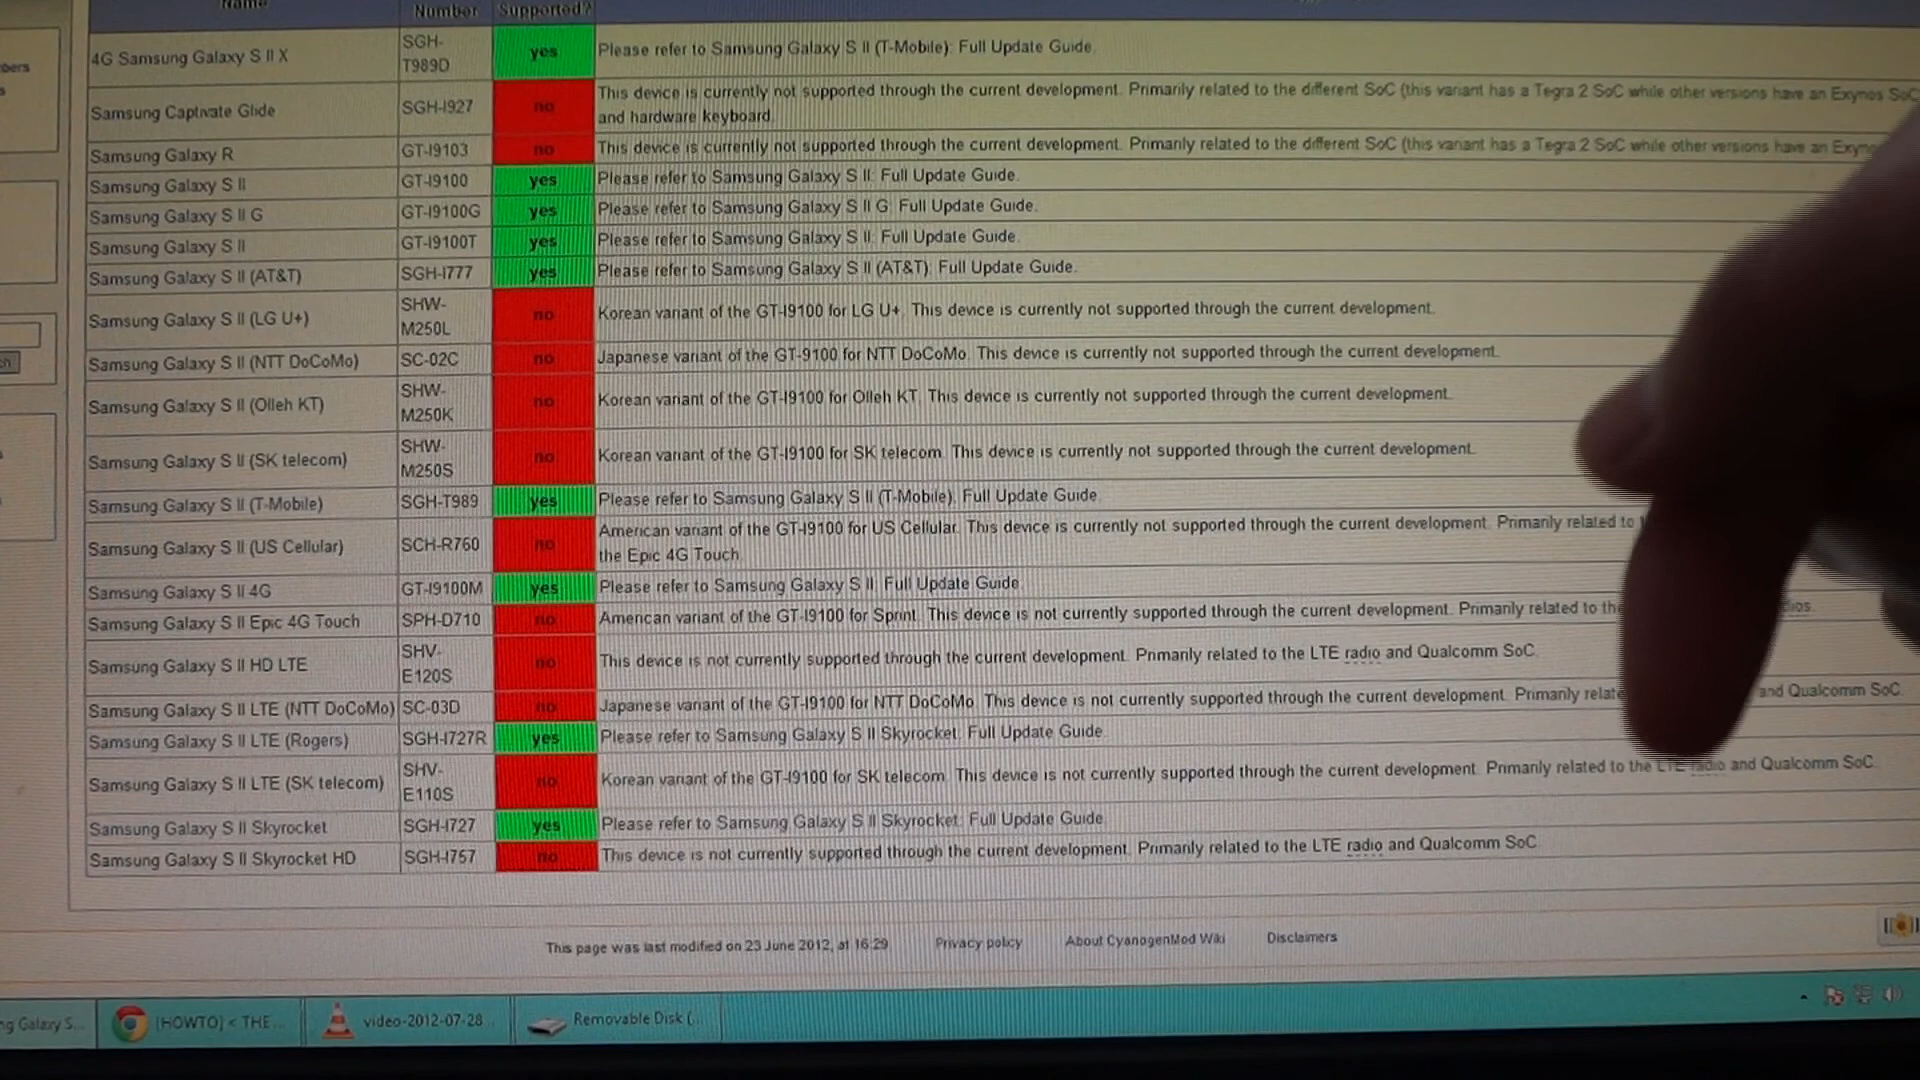 Name Number Supported?
4G Samsung Galaxy S II X SGH-T989D yes Please refer to Samsung Galaxy S II (T-Mobile): Full Update Guide.
Samsung Captivate Glide SGH-I927 no This device is currently not supported through the current development. Primarily related to the different SoC (this variant has a Tegra 2 SoC while other versions have an Exynos SoC
and hardware keyboard.
Samsung Galaxy R GT-I9103 no This device is currently not supported through the current development. Primarily related to the different SoC (this variant has a Tegra 2 SoC while other versions have an
Samsung Galaxy S II GT-I9100 yes Please refer to Samsung Galaxy S II: Full Update Guide.
Samsung Galaxy S II G GT-I9100G yes Please refer to Samsung Galaxy S II G: Full Update Guide.
Samsung Galaxy S II GT-I9100T yes Please refer to Samsung Galaxy S II: Full Update Guide.
Samsung Galaxy S II (AT&T) SGH-I777 yes Please refer to Samsung Galaxy S II (AT&T): Full Update Guide.
Samsung Galaxy S II (LG U+) SHW-M250L no Korean variant of the GT-I9100 for LG U+. This device is currently not supported through the current development.
Samsung Galaxy S II (NTT DoCoMo) SC-02C no Japanese variant of the GT-9100 for NTT DoCoMo. This device is currently not supported through the current development.
Samsung Galaxy S II (Olleh KT) SHW-M250K no Korean variant of the GT-I9100 for Olleh KT. This device is currently not supported through the current development.
Samsung Galaxy S II (SK telecom) SHW-M250S no Korean variant of the GT-I9100 for SK telecom. This device is currently not supported through the current development.
Samsung Galaxy S II (T-Mobile) SGH-T989 yes Please refer to Samsung Galaxy S II (T-Mobile): Full Update Guide.
Samsung Galaxy S II (US Cellular) SCH-R760 no American variant of the GT-I9100 for US Cellular. This device is currently not supported through the current development. Primarily related to
the Epic 4G Touch.
Samsung Galaxy S II 4G GT-I9100M yes Please refer to Samsung Galaxy S II: Full Update Guide.
Samsung Galaxy S II Epic 4G Touch SPH-D710 no American variant of the GT-I9100 for Sprint. This device is not currently supported through the current development. Primarily related to the
Samsung Galaxy S II HD LTE SHV-E120S no This device is not currently supported through the current development. Primarily related to the LTE radio and Qualcomm SoC.
Samsung Galaxy S II LTE (NTT DoCoMo) SC-03D no Japanese variant of the GT-I9100 for NTT DoCoMo. This device is not currently supported through the current development. Primarily and Qualcomm SoC.
Samsung Galaxy S II LTE (Rogers) SGH-I727R yes Please refer to Samsung Galaxy S II Skyrocket: Full Update Guide.
Samsung Galaxy S II LTE (SK telecom) SHV-E110S no Korean variant of the GT-I9100 for SK telecom. This device is not currently supported through the current development. Primarily related to the LTE radio and Qualcomm SoC.
Samsung Galaxy S II Skyrocket SGH-I727 yes Please refer to Samsung Galaxy S II Skyrocket: Full Update Guide.
Samsung Galaxy S II Skyrocket HD SGH-I757 no This device is not currently supported through the current development. Primarily related to the LTE radio and Qualcomm SoC.
This page was last modified on 23 June 2012, at 16:29 Privacy policy About CyanogenMod Wiki Disclaimers
Galaxy S... [HOWTO] < THE... video-2012-07-28... Removable Disk (...